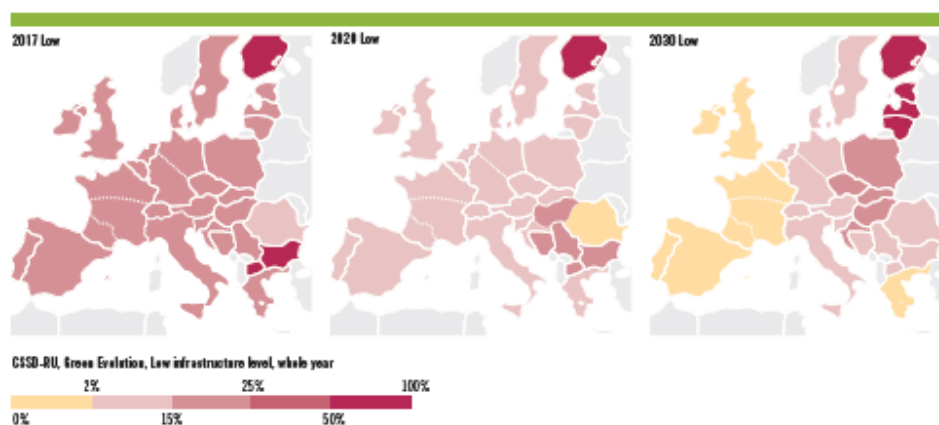 2017 Low
2020 Low
2030 Low
CSSD-RU, Green Evolution, Low infrastructure level, whole year
2% 25% 100%
0% 15% 50%